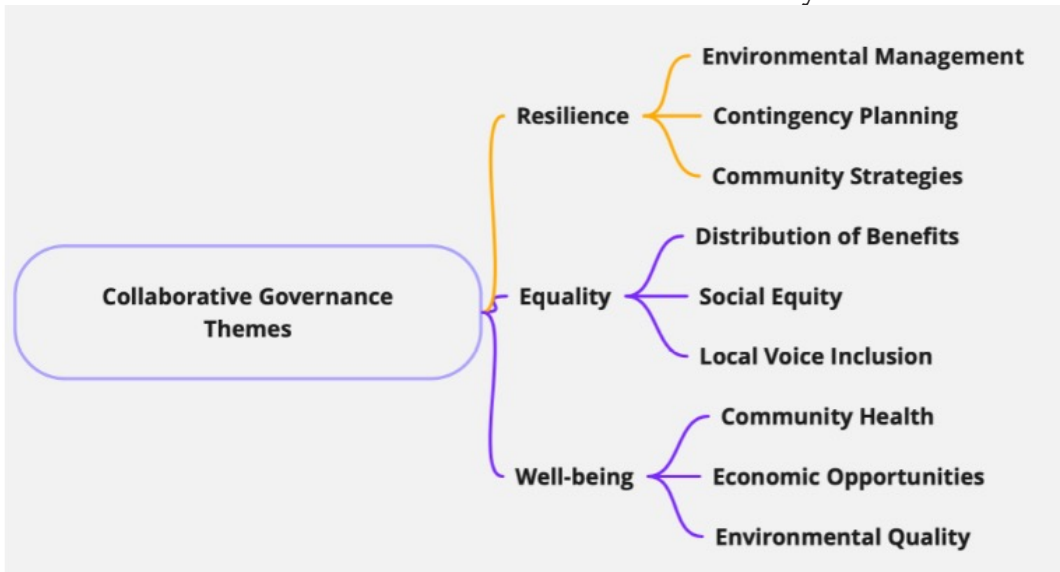 Environmental Management
Resilience
Contingency Planning
Community Strategies
Distribution of Benefits
Collaborative Governance
Themes
Equality
Social Equity
Local Voice Inclusion
Community Health
Well-being
Economic Opportunities
Environmental Quality